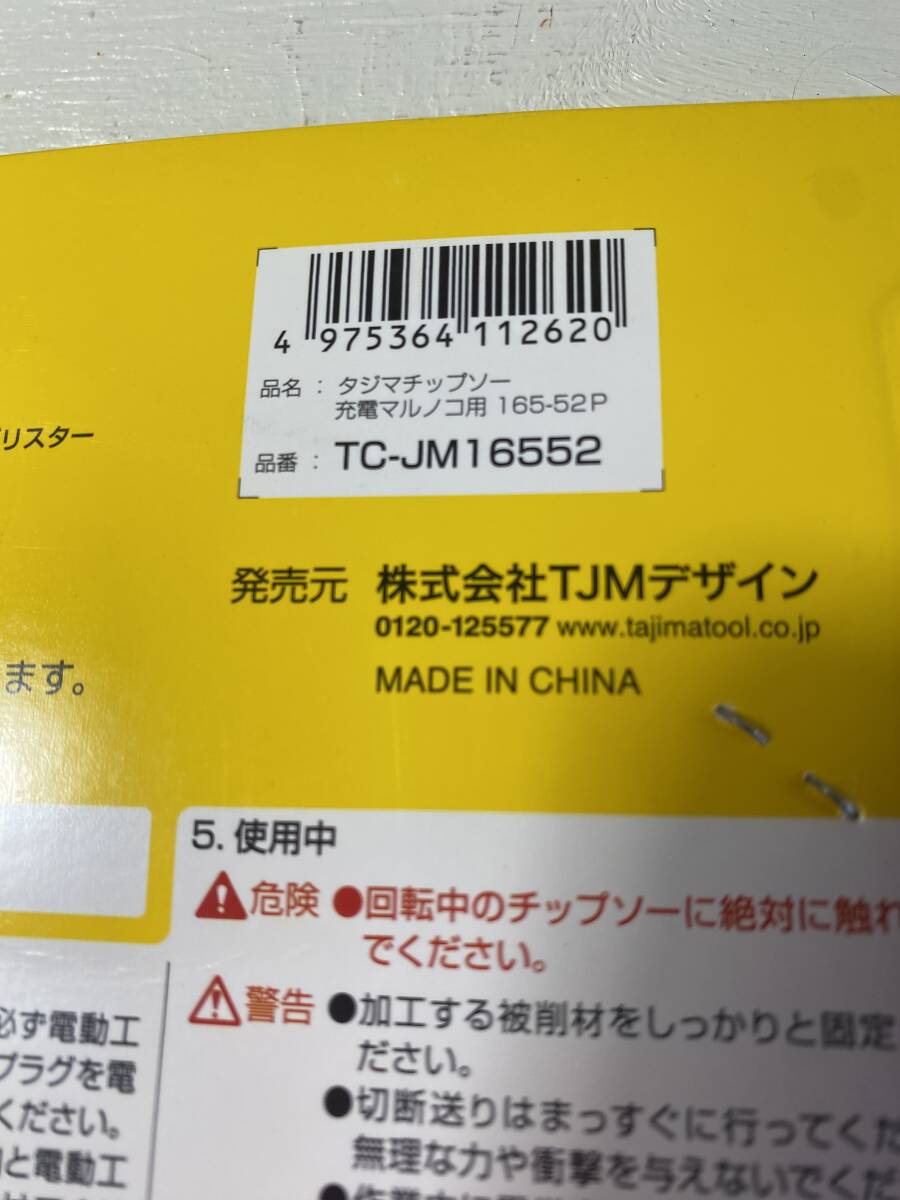 4 975364 112620
品名 : タジマチップソー
充電マルノコ用 165-52P
品番 : TC-JM16552
リスター
発売元 株式会社TJMデザイン
0120-125577 www.tajimatool.co.jp
ます。
MADE IN CHINA
5. 使用中
危険 ●回転中のチップソーに絶対に触れ
でください。
警告 ●加工する被削材をしっかりと固定
ださい。
●切断送りはまっすぐに行ってくだ
無理な力や衝撃を与えないでくだ
必ず電動工
プラグを電
ください。
と電動工